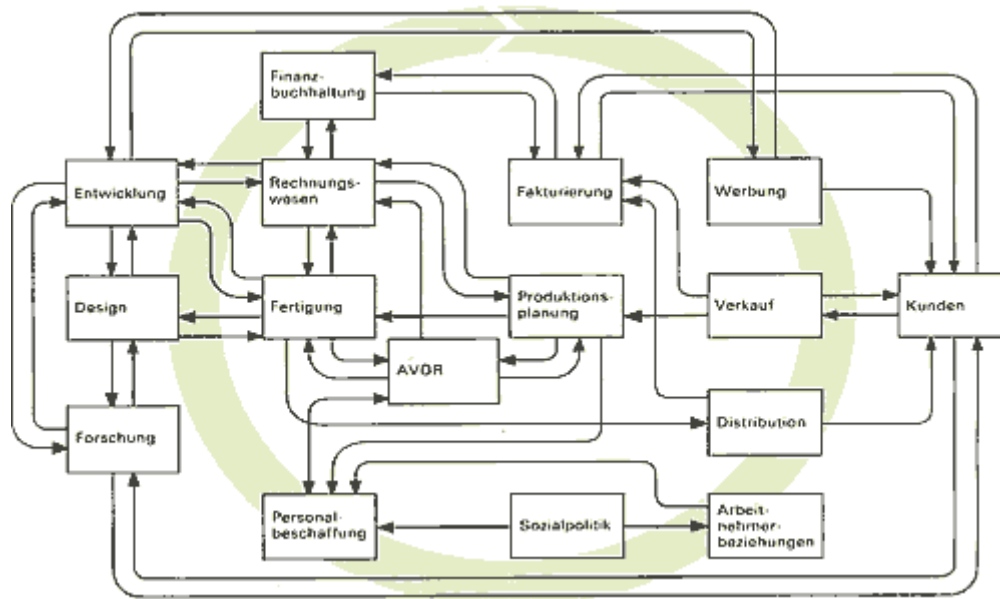 Finanz-
buchhaltung
Entwicklung
Rechnungs-
wesen
Fakturierung
Werbung
Design
Fertigung
Produktions-
planung
Verkauf
Kunden
AVOR
Forschung
Distribution
Personal-
beschaffung
Sozialpolitik
Arbeit-
nehmer-
beziehungen